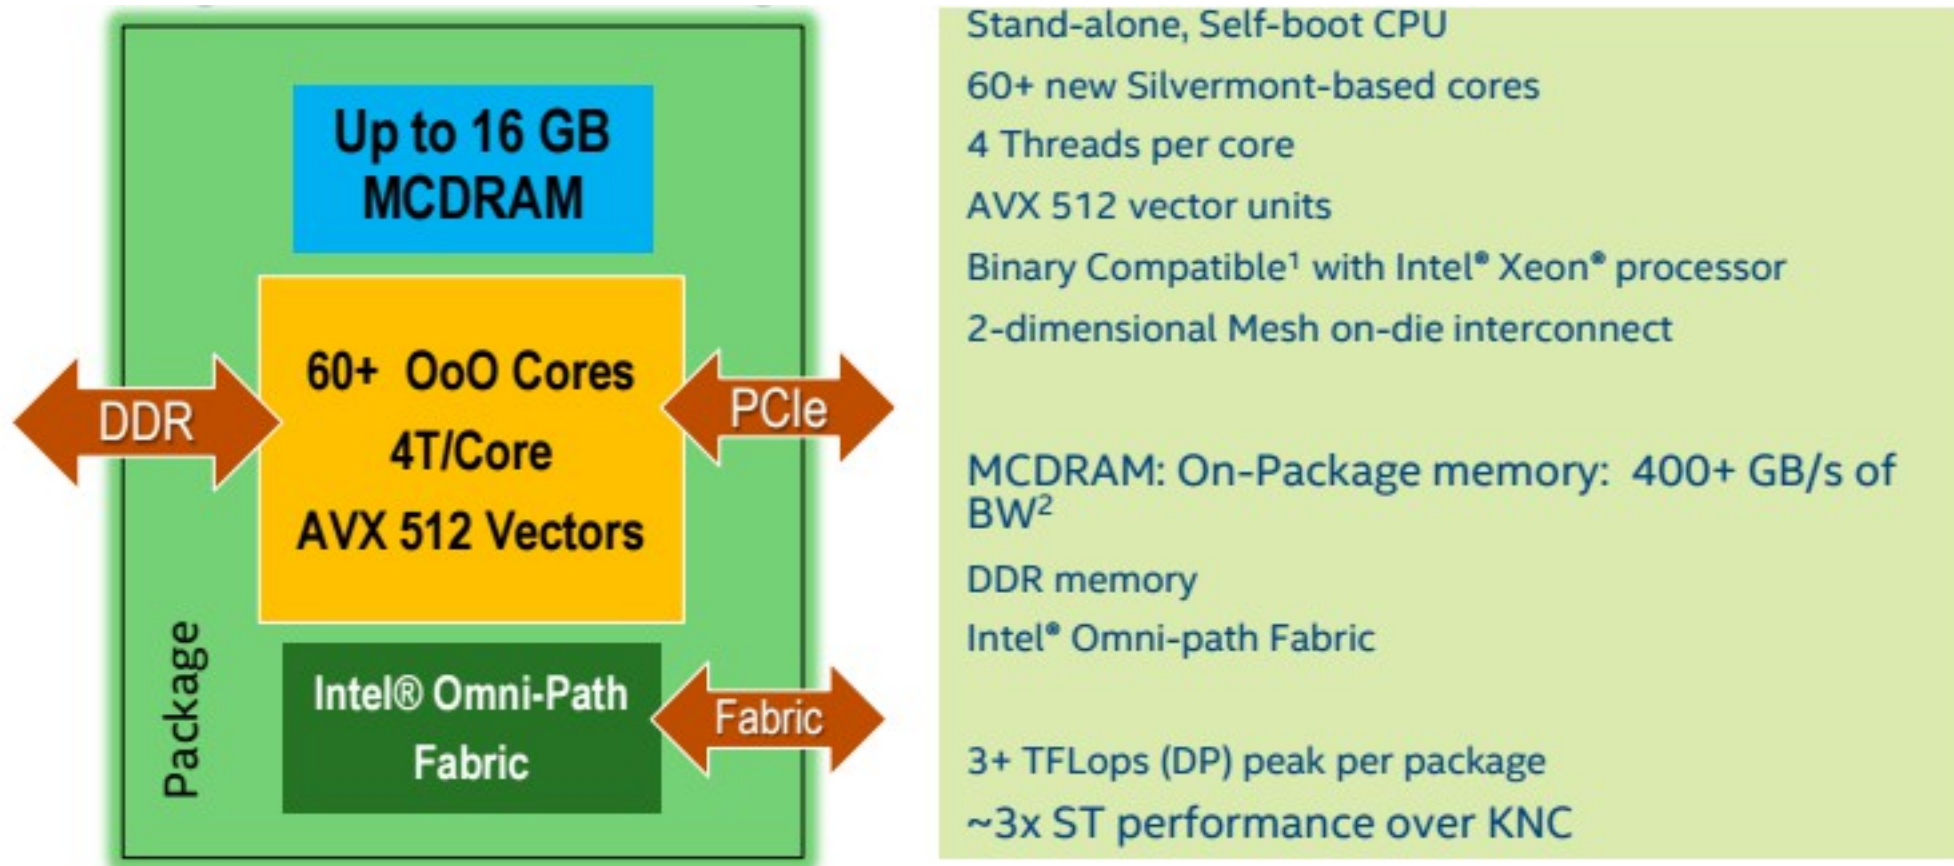 Up to 16 GB
MCDRAM
60+ OoO Cores
4T/Core
AVX 512 Vectors
DDR
PCIe
Intel® Omni-Path
Fabric
Fabric
Package
Stand-alone, Self-boot CPU
60+ new Silvermont-based cores
4 Threads per core
AVX 512 vector units
Binary Compatible¹ with Intel® Xeon® processor
2-dimensional Mesh on-die interconnect
MCDRAM: On-Package memory: 400+ GB/s of
BW²
DDR memory
Intel® Omni-path Fabric
3+ TFLops (DP) peak per package
~3x ST performance over KNC